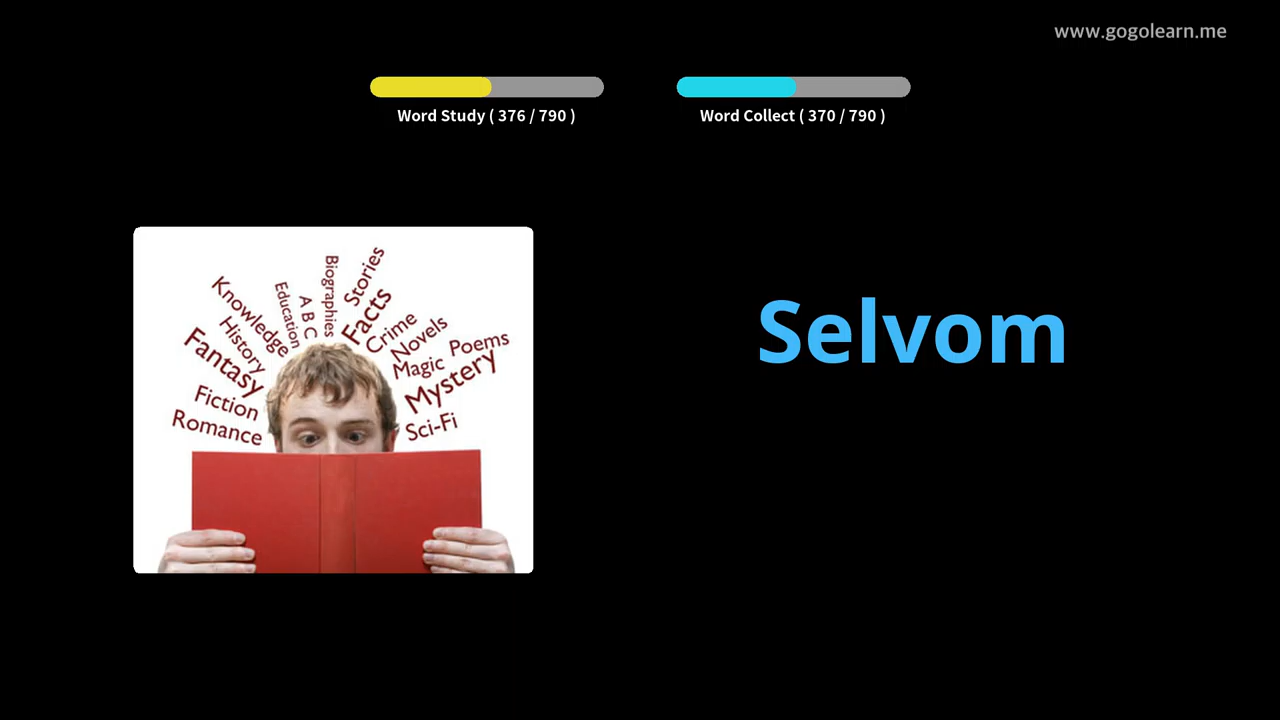 www.gogolearn.me
Word Study ( 376 / 790 )
Word Collect ( 370 / 790 )
Selvom
Romance
Fiction
Fantasy
History
Knowledge
Education
A B C
Biographies
Stories
Facts
Crime
Novels
Magic
Poems
Mystery
Sci-Fi